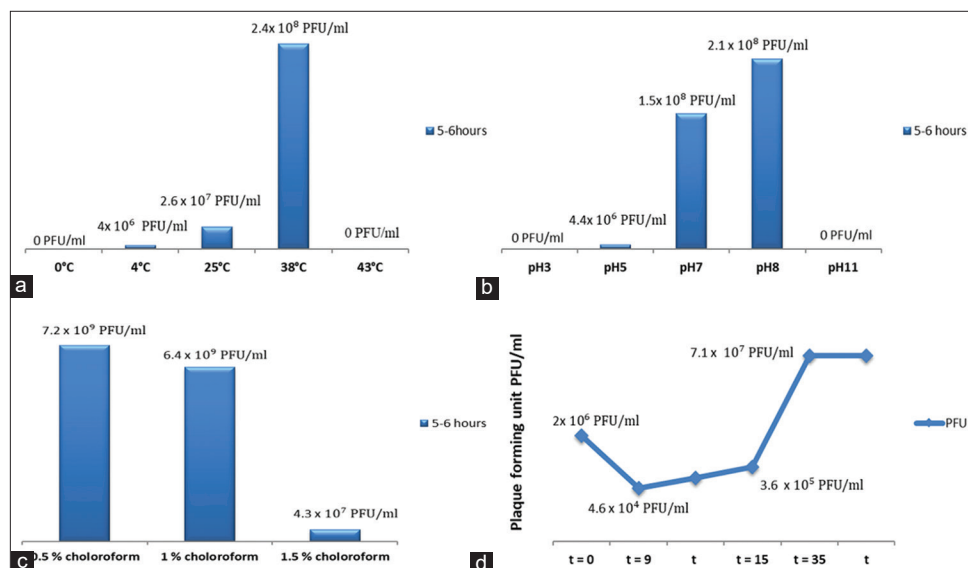 2.4x 10⁸ PFU/ml
2.6 x 10⁷ PFU/ml
4x 10⁶ PFU/ml
0 PFU/ml
0 PFU/ml
5-6hours
0°C 4°C 25°C 38°C 43°C
a
2.1 x 10⁸ PFU/ml
1.5x 10⁸ PFU/ml
4.4x 10⁶ PFU/ml
0 PFU/ml
0 PFU/ml
5-6 hours
pH3 pH5 pH7 pH8 pH11
b
7.2 x 10⁹ PFU/ml
6.4 x 10⁹ PFU/ml
4.3 x 10⁷ PFU/ml
5-6 hours
0.5 % choloroform 1 % choloroform 1.5 % choloroform
c
Plaque forming unit PFU/ml
7.1 x 10⁷ PFU/ml
2x 10⁶ PFU/ml
4.6 x 10⁴ PFU/ml
3.6 x 10⁵ PFU/ml
PFU
t = 0 t = 9 t t = 15 t = 35 t
d